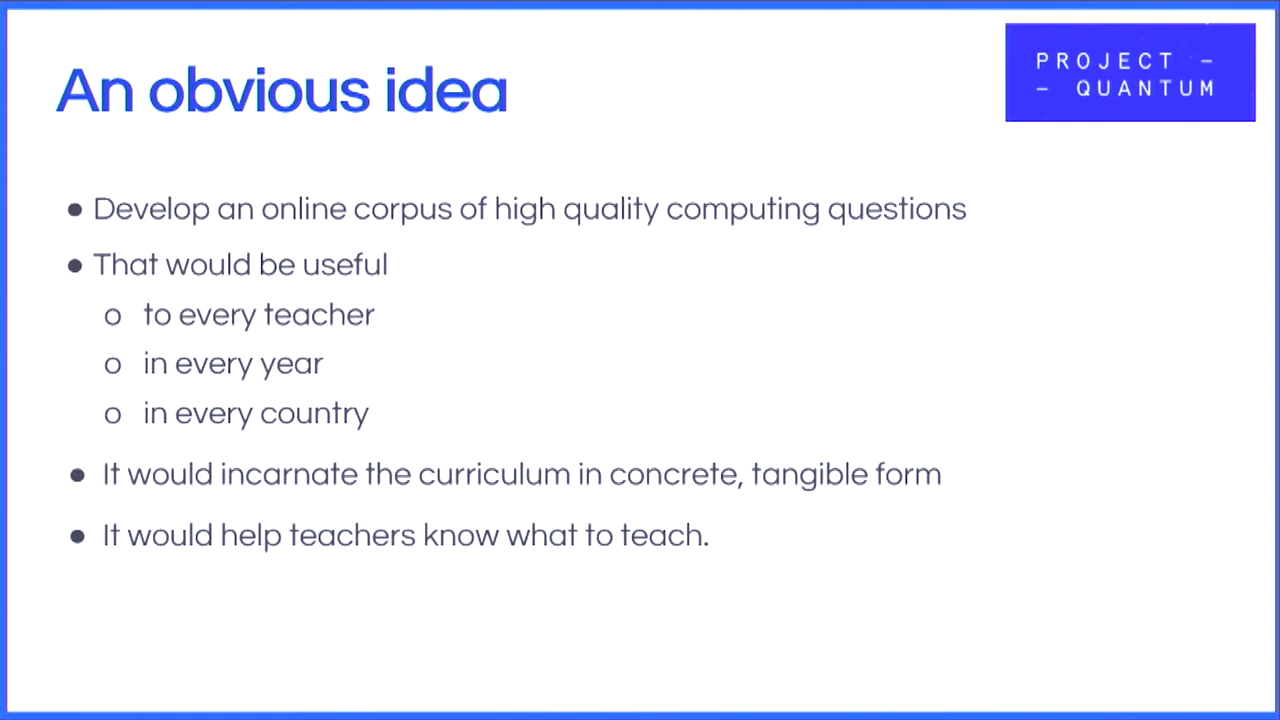 An obvious idea
PROJECT –
– QUANTUM
● Develop an online corpus of high quality computing questions
● That would be useful
o to every teacher
o in every year
o in every country
● It would incarnate the curriculum in concrete, tangible form
● It would help teachers know what to teach.